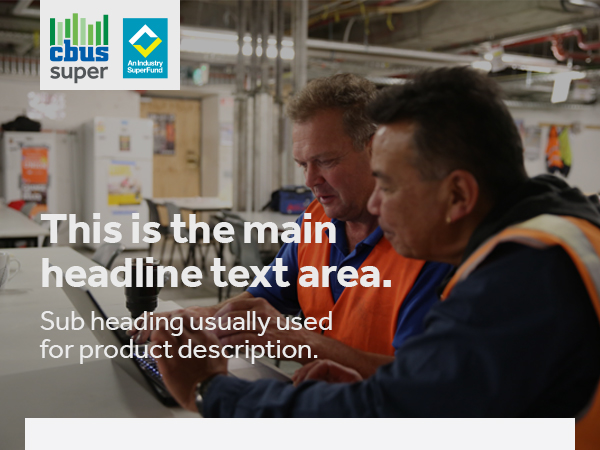 cbus
super
An Industry
SuperFund
This is the main
headline text area.
Sub heading usually used
for product description.